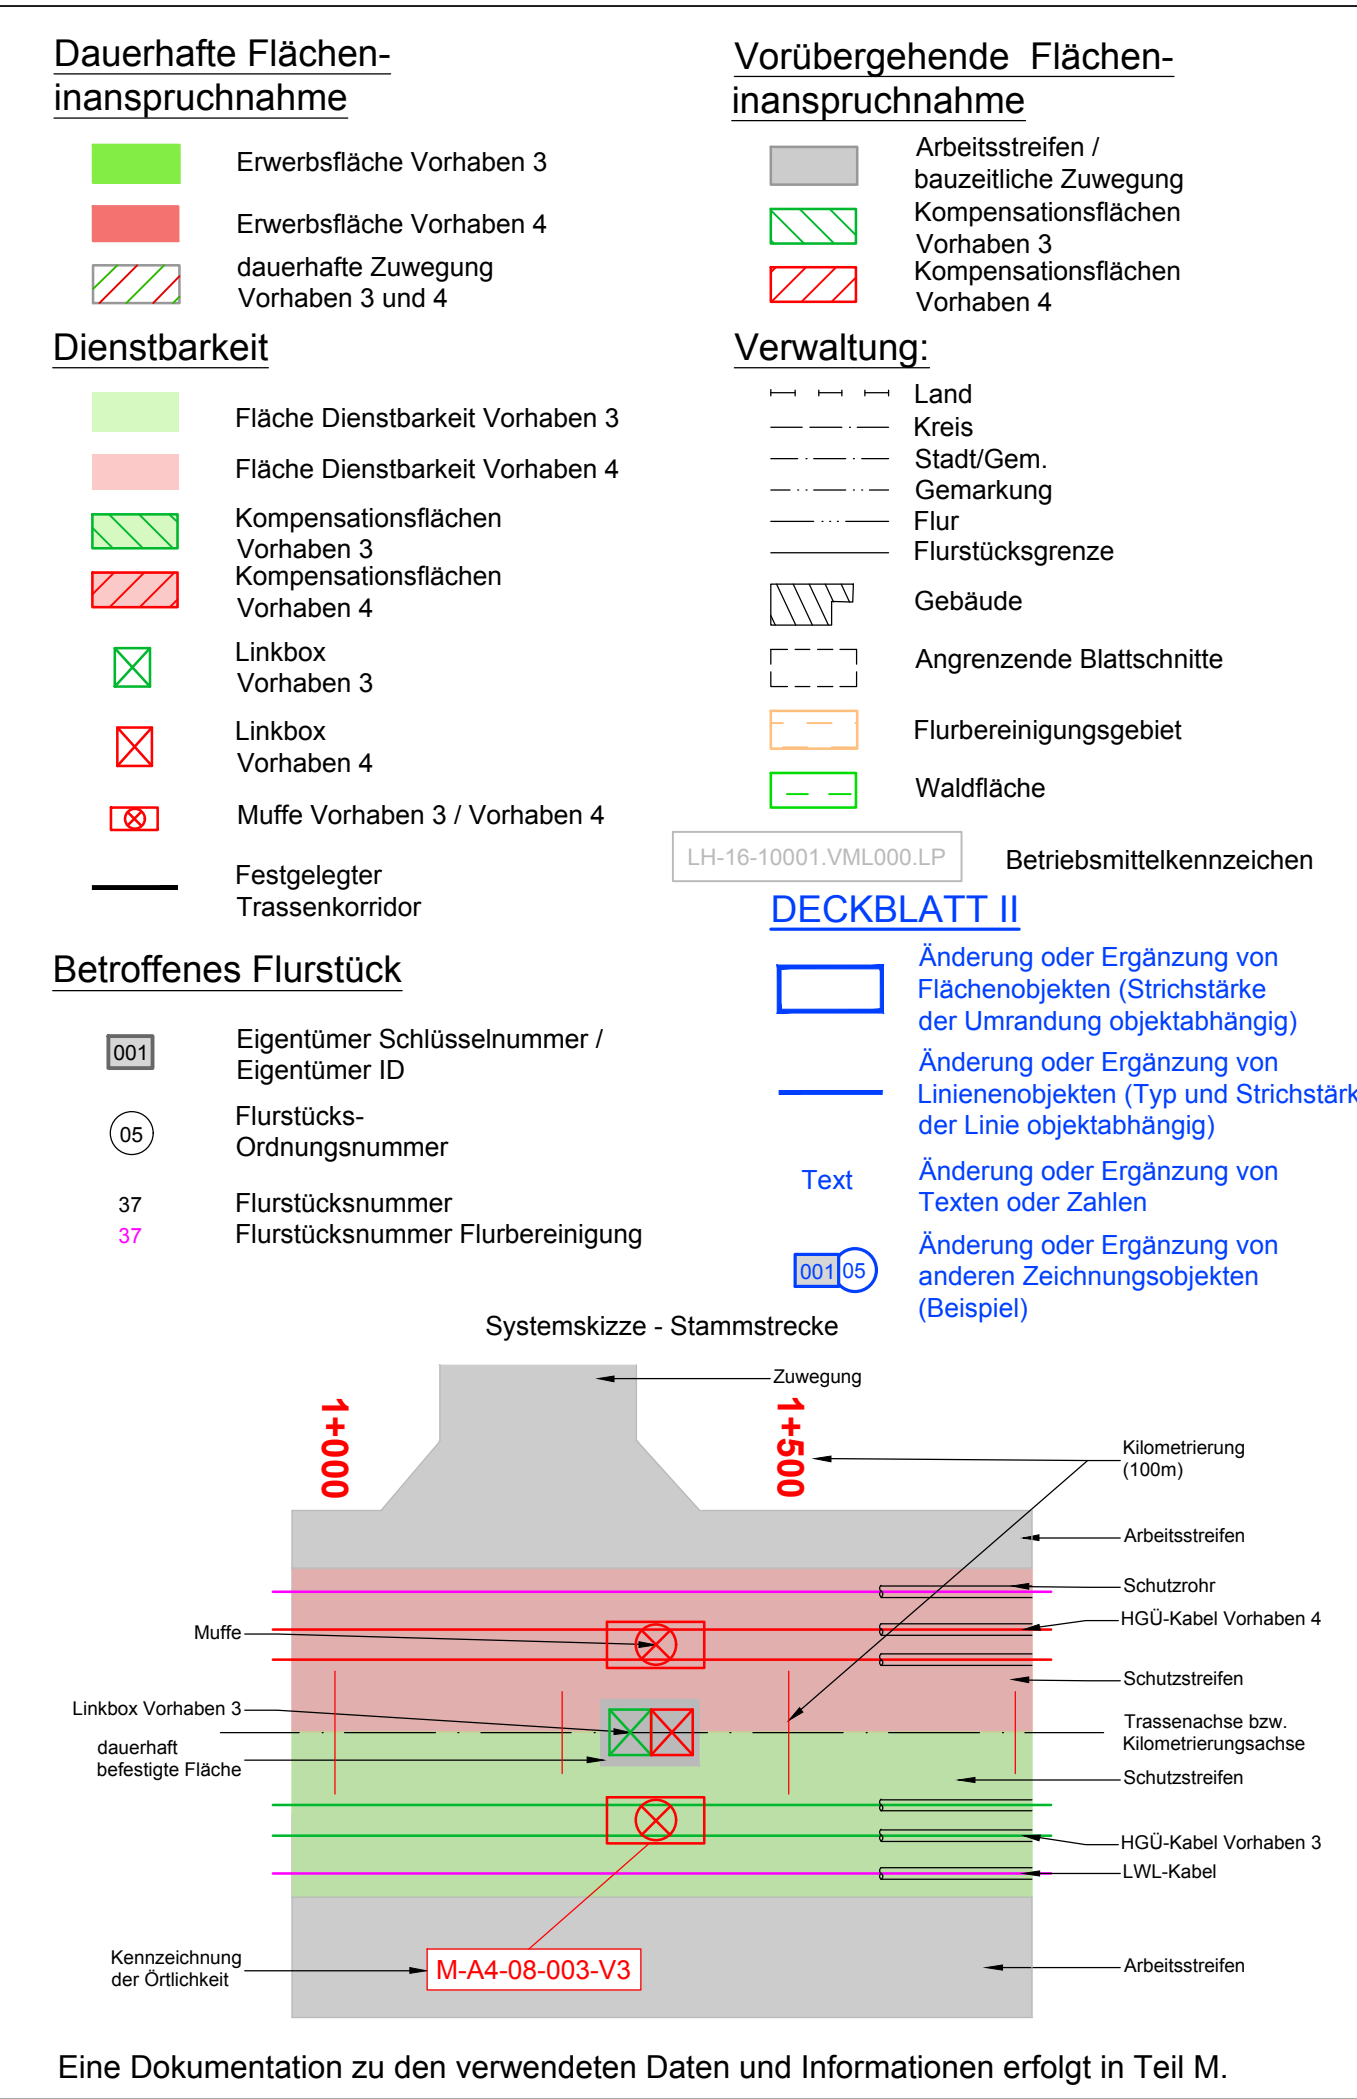 Dauerhafte Flächen-
inanspruchnahme
Erwerbsfläche Vorhaben 3
Erwerbsfläche Vorhaben 4
dauerhafte Zuwegung
Vorhaben 3 und 4
Dienstbarkeit
Fläche Dienstbarkeit Vorhaben 3
Fläche Dienstbarkeit Vorhaben 4
Kompensationsflächen
Vorhaben 3
Kompensationsflächen
Vorhaben 4
Linkbox
Vorhaben 3
Linkbox
Vorhaben 4
Muffe Vorhaben 3 / Vorhaben 4
Festgelegter
Trassenkorridor
Betroffenes Flurstück
001
Eigentümer Schlüsselnummer /
Eigentümer ID
05
Flurstücks-
Ordnungsnummer
37
Flurstücksnummer
37
Flurstücksnummer Flurbereinigung
Vorübergehende Flächen-
inanspruchnahme
Arbeitsstreifen /
bauzeitliche Zuwegung
Kompensationsflächen
Vorhaben 3
Kompensationsflächen
Vorhaben 4
Verwaltung:
Land
Kreis
Stadt/Gem.
Gemarkung
Flur
Flurstücksgrenze
Gebäude
Angrenzende Blattschnitte
Flurbereinigungsgebiet
Waldfläche
LH-16-10001.VML000.LP
Betriebsmittelkennzeichen
DECKBLATT II
Änderung oder Ergänzung von
Flächenobjekten (Strichstärke
der Umrandung objektabhängig)
Änderung oder Ergänzung von
Linienenobjekten (Typ und Strichstärk
der Linie objektabhängig)
Text
Änderung oder Ergänzung von
Texten oder Zahlen
001 05
Änderung oder Ergänzung von
anderen Zeichnungsobjekten
(Beispiel)
Systemskizze - Stammstrecke
Zuwegung
1+000
1+500
Kilometrierung
(100m)
Arbeitsstreifen
Schutzrohr
HGÜ-Kabel Vorhaben 4
Muffe
Schutzstreifen
Linkbox Vorhaben 3
Trassenachse bzw.
Kilometrierungsachse
dauerhaft
befestigte Fläche
Schutzstreifen
HGÜ-Kabel Vorhaben 3
LWL-Kabel
Kennzeichnung
der Örtlichkeit
M-A4-08-003-V3
Arbeitsstreifen
Eine Dokumentation zu den verwendeten Daten und Informationen erfolgt in Teil M.